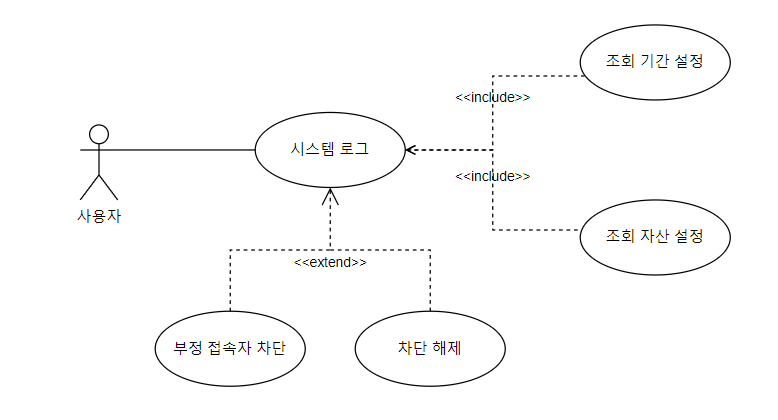 조회 기간 설정
<<include>>
시스템 로그
<<include>>
사용자
조회 자산 설정
<<extend>>
부정 접속자 차단
차단 해제